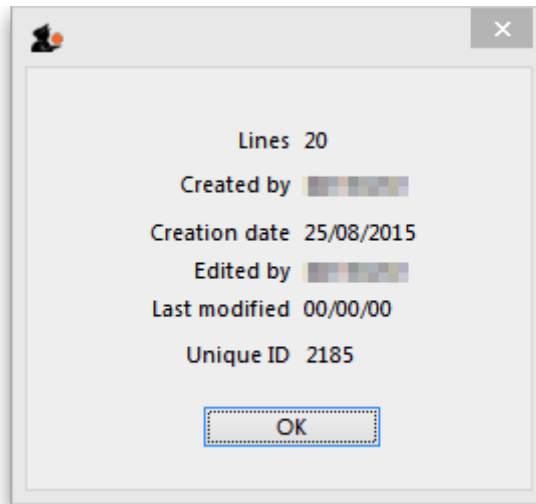 Lines 20
Created by
Creation date 25/08/2015
Edited by
Last modified 00/00/00
Unique ID 2185
OK